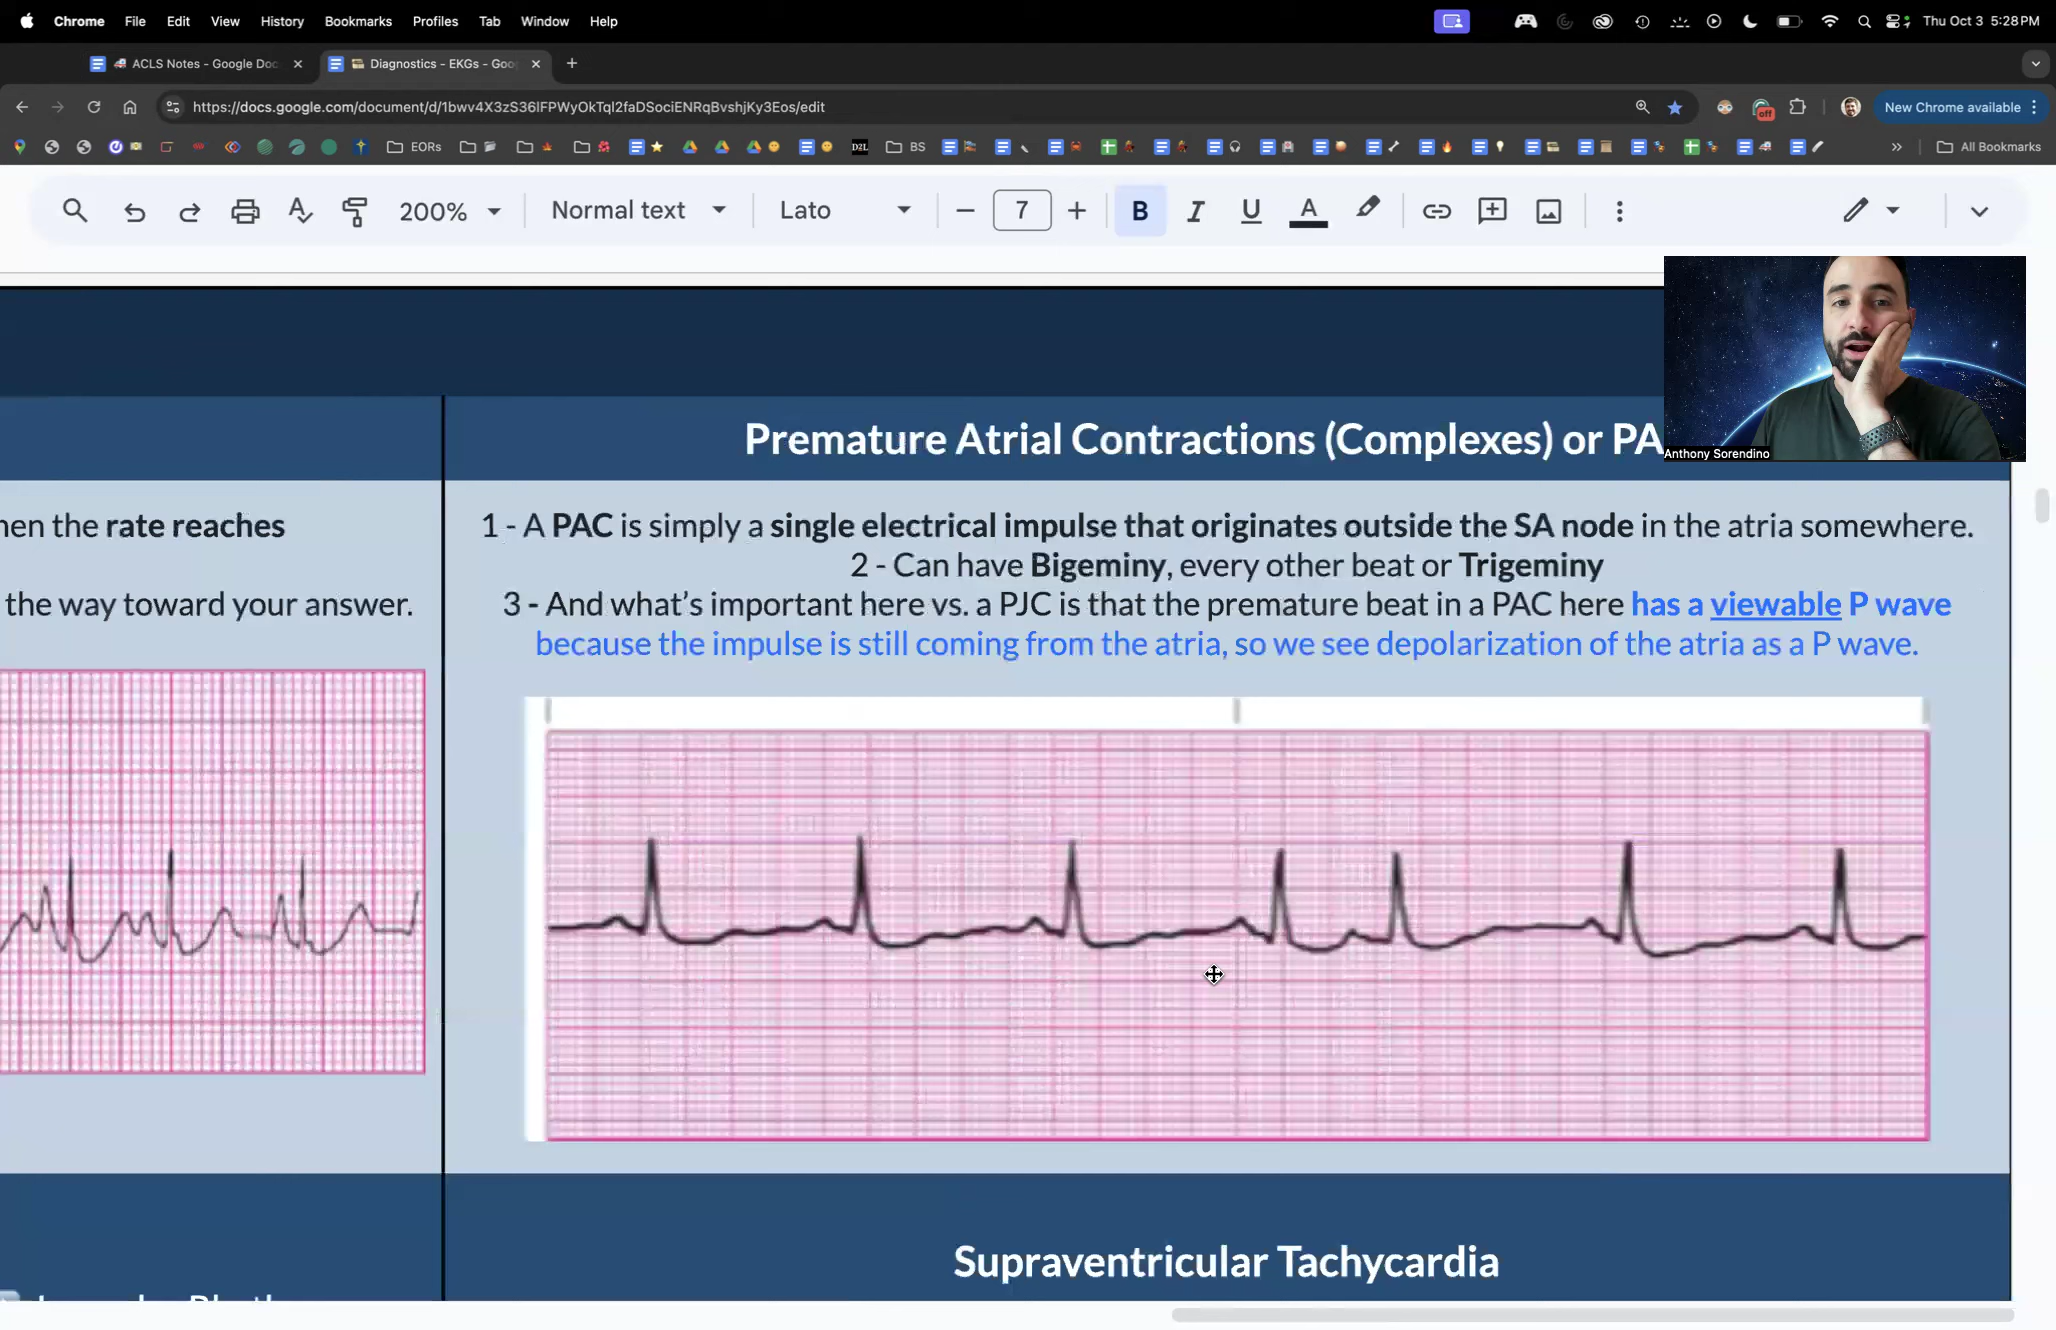 Chrome File Edit View History Bookmarks Profiles Tab Window Help Thu Oct 3 5:28 PM
ACLS Notes - Google Doc Diagnostics - EKGs - Goo
https://docs.google.com/document/d/1bwv4X3zS36lFPWyOkTql2faDSociENRqBvshjKy3Eos/edit off New Chrome available
EORs D2L BS All Bookmarks
200% Normal text Lato 7 B I U A
Anthony Sorendino
Premature Atrial Contractions (Complexes) or PA
hen the rate reaches
the way toward your answer.
1 - A PAC is simply a single electrical impulse that originates outside the SA node in the atria somewhere.
2 - Can have Bigeminy, every other beat or Trigeminy
3 - And what's important here vs. a PJC is that the premature beat in a PAC here has a viewable P wave
because the impulse is still coming from the atria, so we see depolarization of the atria as a P wave.
Supraventricular Tachycardia